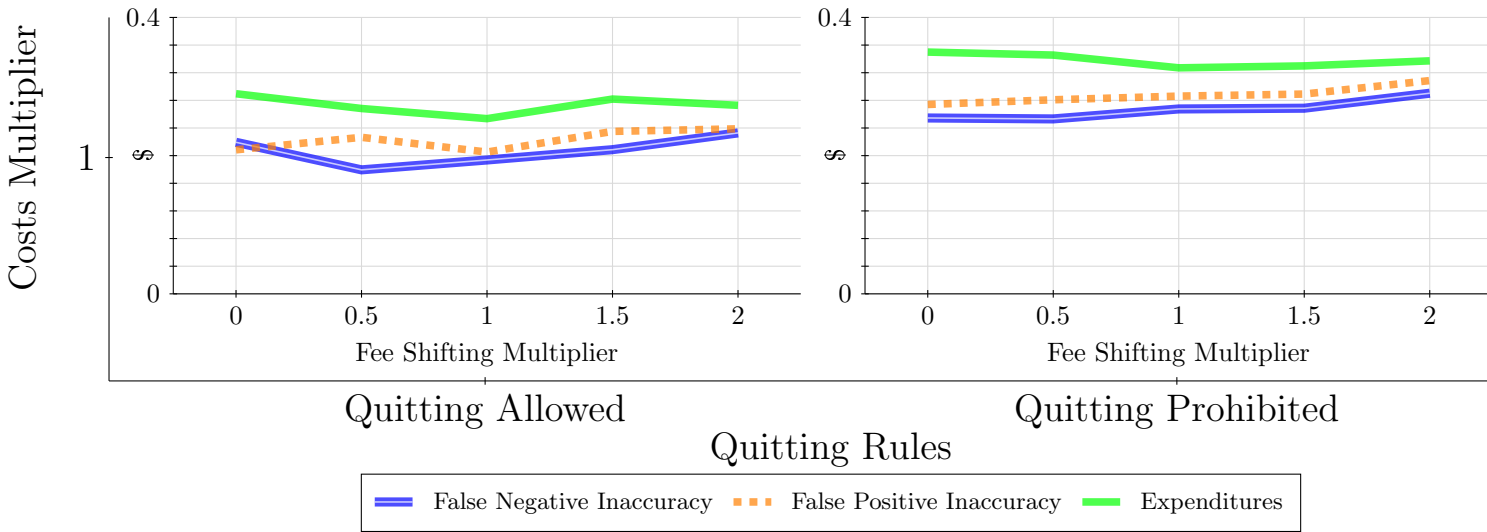 Costs Multiplier
1
0.4
$
0
0 0.5 1 1.5 2
Fee Shifting Multiplier
0.4
$
0
0 0.5 1 1.5 2
Fee Shifting Multiplier
Quitting Allowed
Quitting Prohibited
Quitting Rules
False Negative Inaccuracy False Positive Inaccuracy Expenditures